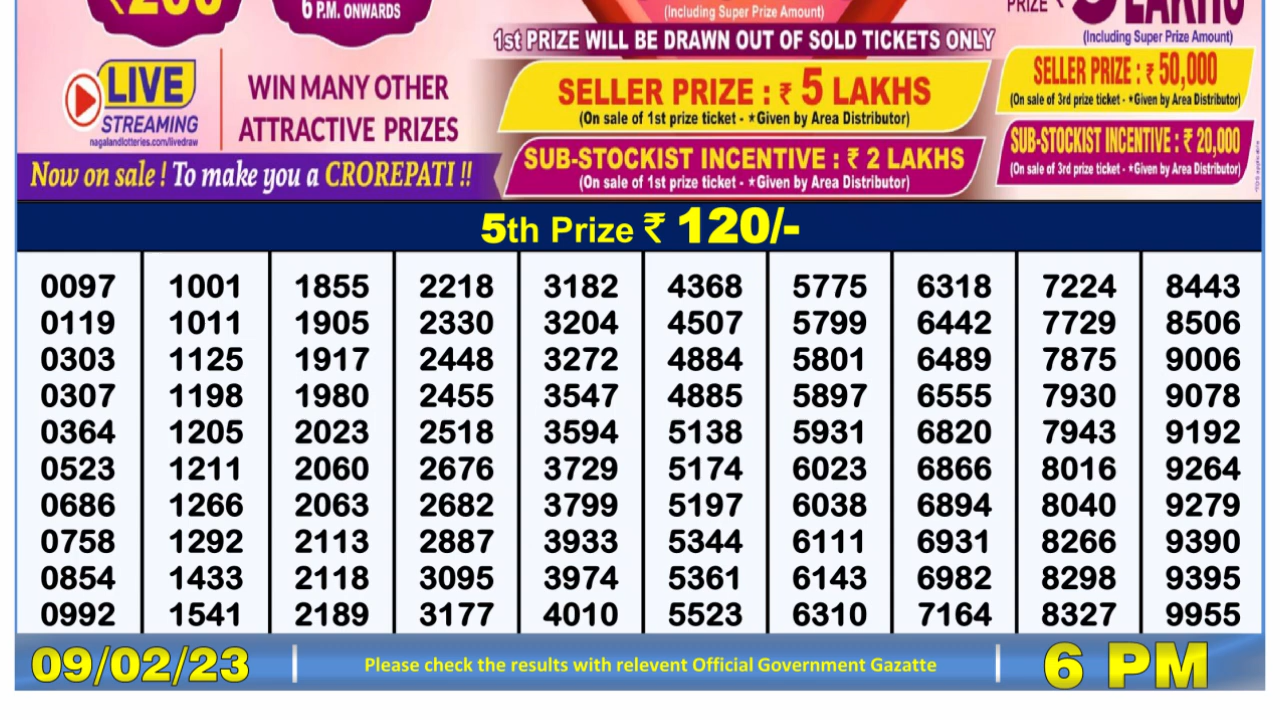 ₹200
6 P.M. ONWARDS
(Including Super Prize Amount)
PRIZE ₹ 5 LAKHS
(Including Super Prize Amount)
1st PRIZE WILL BE DRAWN OUT OF SOLD TICKETS ONLY
LIVE
STREAMING
nagalandlotteries.com/livedraw
WIN MANY OTHER
ATTRACTIVE PRIZES
SELLER PRIZE : ₹ 5 LAKHS
(On sale of 1st prize ticket - *Given by Area Distributor)
SELLER PRIZE : ₹ 50,000
(On sale of 3rd prize ticket - *Given by Area Distributor)
SUB-STOCKIST INCENTIVE : ₹ 2 LAKHS
(On sale of 1st prize ticket - *Given by Area Distributor)
SUB-STOCKIST INCENTIVE : ₹ 20,000
(On sale of 3rd prize ticket - *Given by Area Distributor)
*TDS applicable
Now on sale ! To make you a CROREPATI !!
5th Prize ₹ 120/-
0097 1001 1855 2218 3182 4368 5775 6318 7224 8443
0119 1011 1905 2330 3204 4507 5799 6442 7729 8506
0303 1125 1917 2448 3272 4884 5801 6489 7875 9006
0307 1198 1980 2455 3547 4885 5897 6555 7930 9078
0364 1205 2023 2518 3594 5138 5931 6820 7943 9192
0523 1211 2060 2676 3729 5174 6023 6866 8016 9264
0686 1266 2063 2682 3799 5197 6038 6894 8040 9279
0758 1292 2113 2887 3933 5344 6111 6931 8266 9390
0854 1433 2118 3095 3974 5361 6143 6982 8298 9395
0992 1541 2189 3177 4010 5523 6310 7164 8327 9955
09/02/23
Please check the results with relevent Official Government Gazatte
6 PM